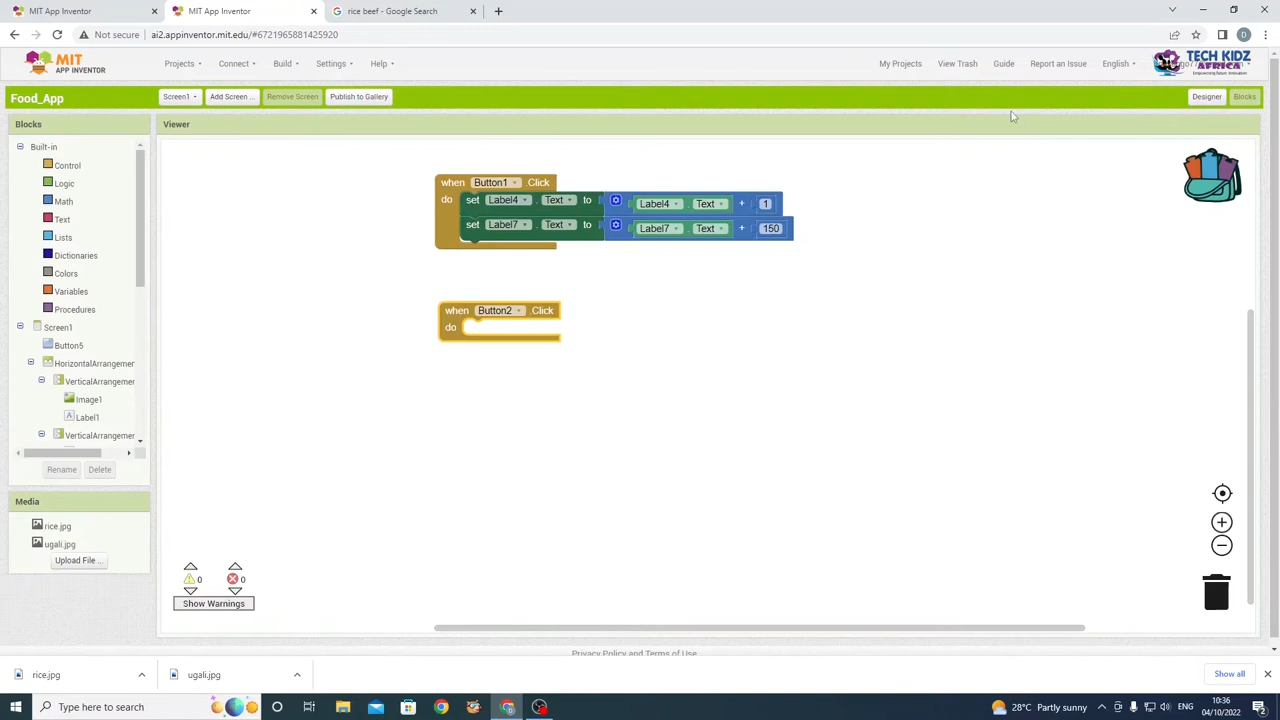 MIT App Inventor
MIT App Inventor
rice beef - Google Search
Not secure
ai2.appinventor.mit.edu/#6721965881425920
MIT
APP INVENTOR
Projects
Connect
Build
Settings
Help
My Projects
View Trash
Guide
Report an Issue
English
TECH KIDZ
AFRICA
Food_App
Screen1
Add Screen ...
Remove Screen
Publish to Gallery
Designer
Blocks
Blocks
Viewer
Built-in
Control
Logic
Math
Text
Lists
Dictionaries
Colors
Variables
Procedures
Screen1
Button5
HorizontalArrangemer
VerticalArrangemer
Image1
Label1
VerticalArrangemer
Rename
Delete
Media
rice.jpg
ugali.jpg
Upload File ...
when Button1 .Click
do set Label4 . Text to Label4 . Text + 1
set Label7 . Text to Label7 . Text + 150
when Button2 .Click
do
0
0
Show Warnings
Privacy Policy and Terms of Use
rice.jpg
ugali.jpg
Show all
Type here to search
28°C Partly sunny
ENG
10:36
04/10/2022
2